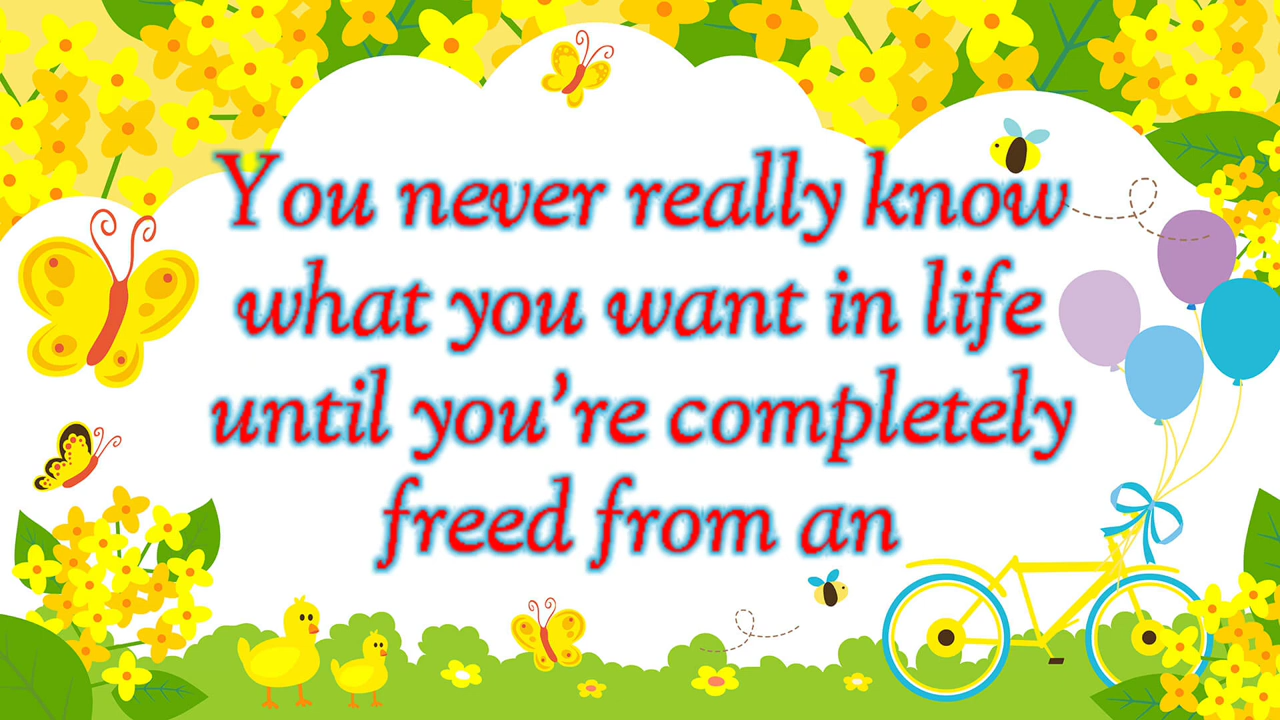 You never really know
what you want in life
until you’re completely
freed from an